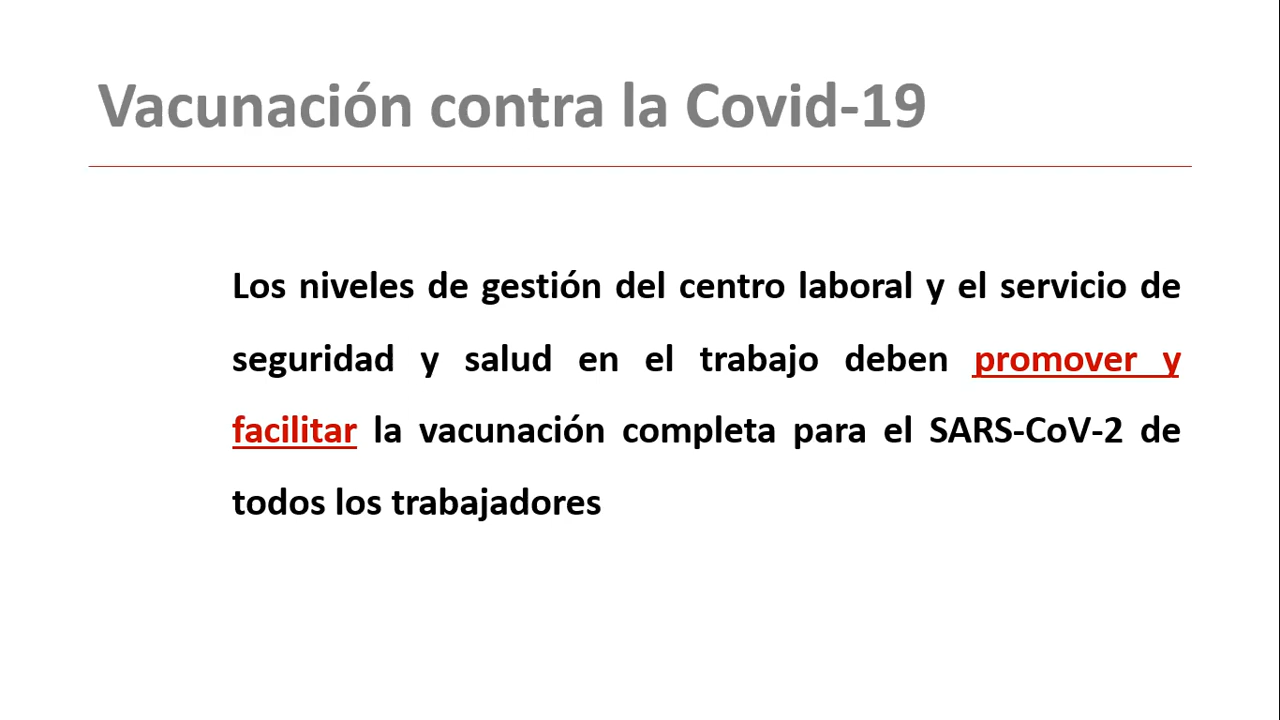 Vacunación contra la Covid-19
Los niveles de gestión del centro laboral y el servicio de
seguridad y salud en el trabajo deben promover y
facilitar la vacunación completa para el SARS-CoV-2 de
todos los trabajadores